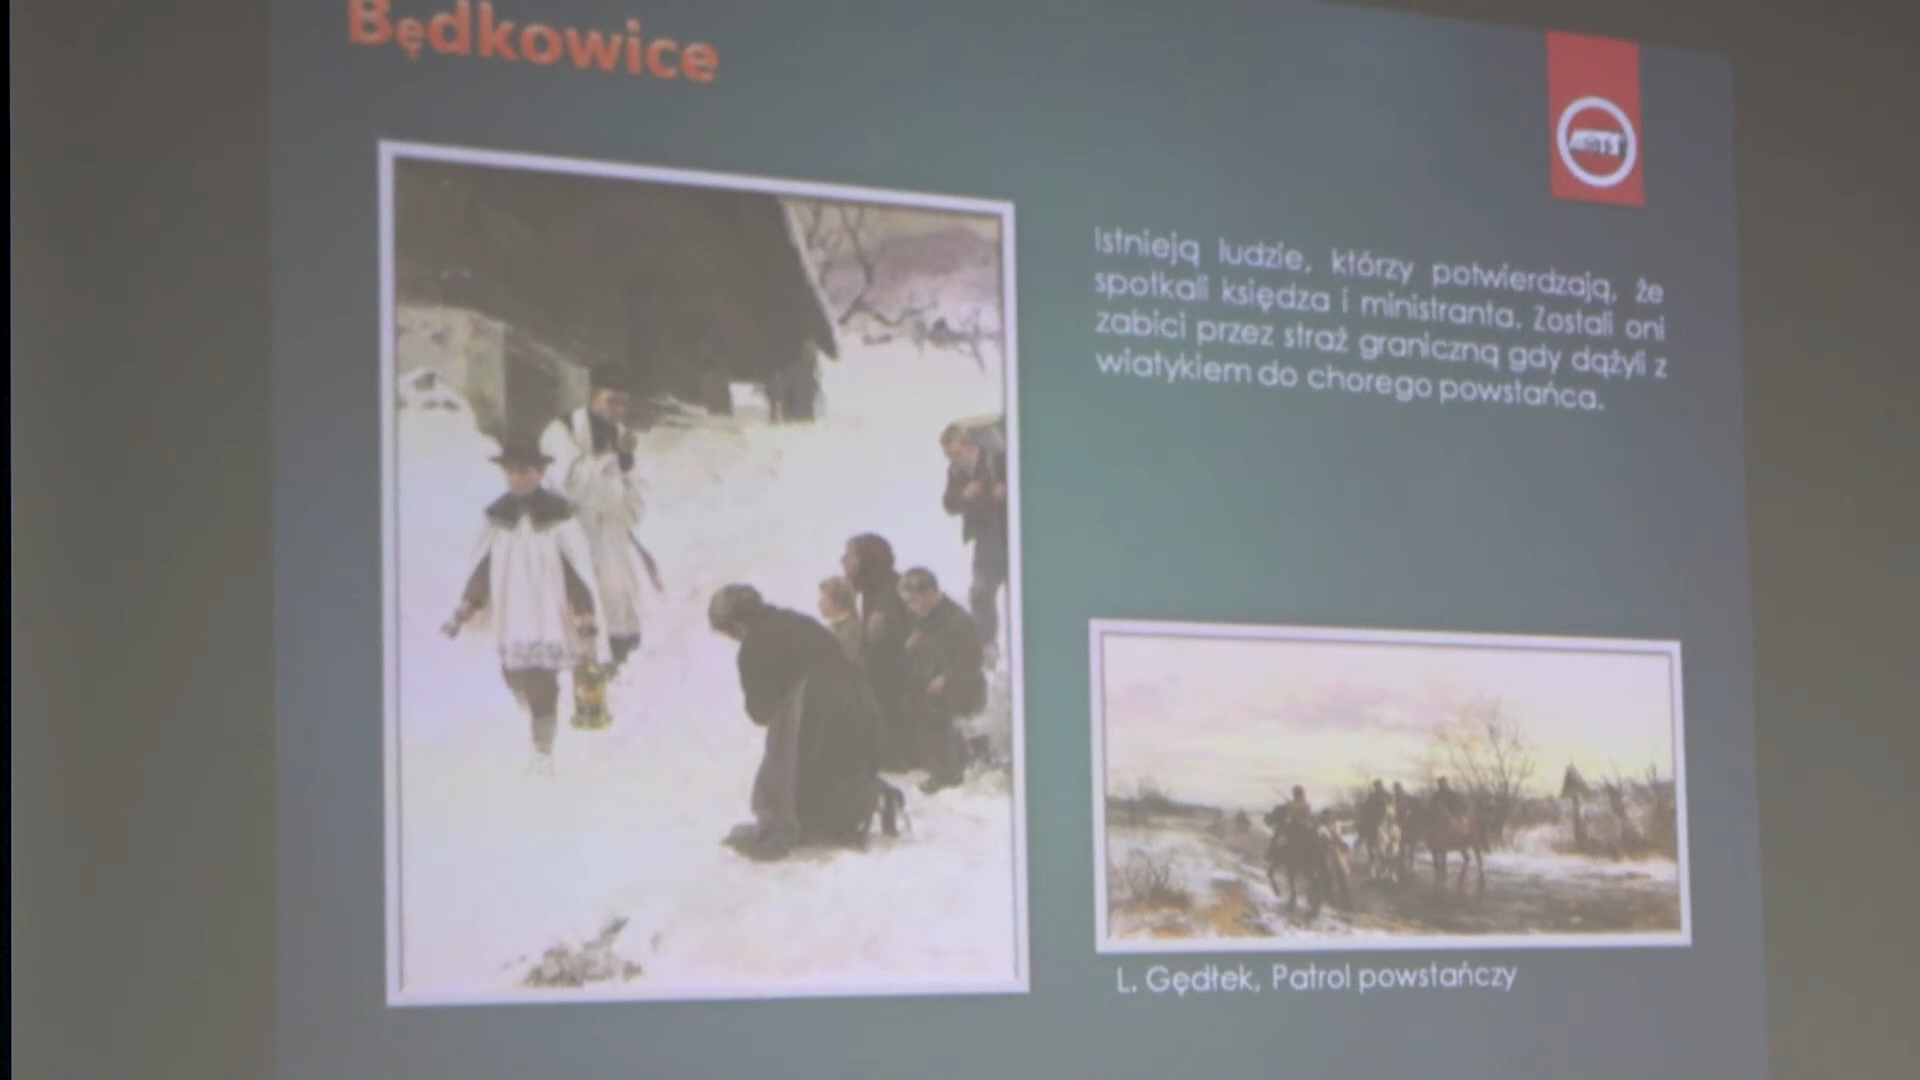 Będkowice
Istnieją ludzie, którzy potwierdzają, że
spotkali księdza i ministranta. Zostali oni
zabici przez straż graniczną gdy dążyli z
wiatykiem do chorego powstańca.
L. Gędłek, Patrol powstańczy